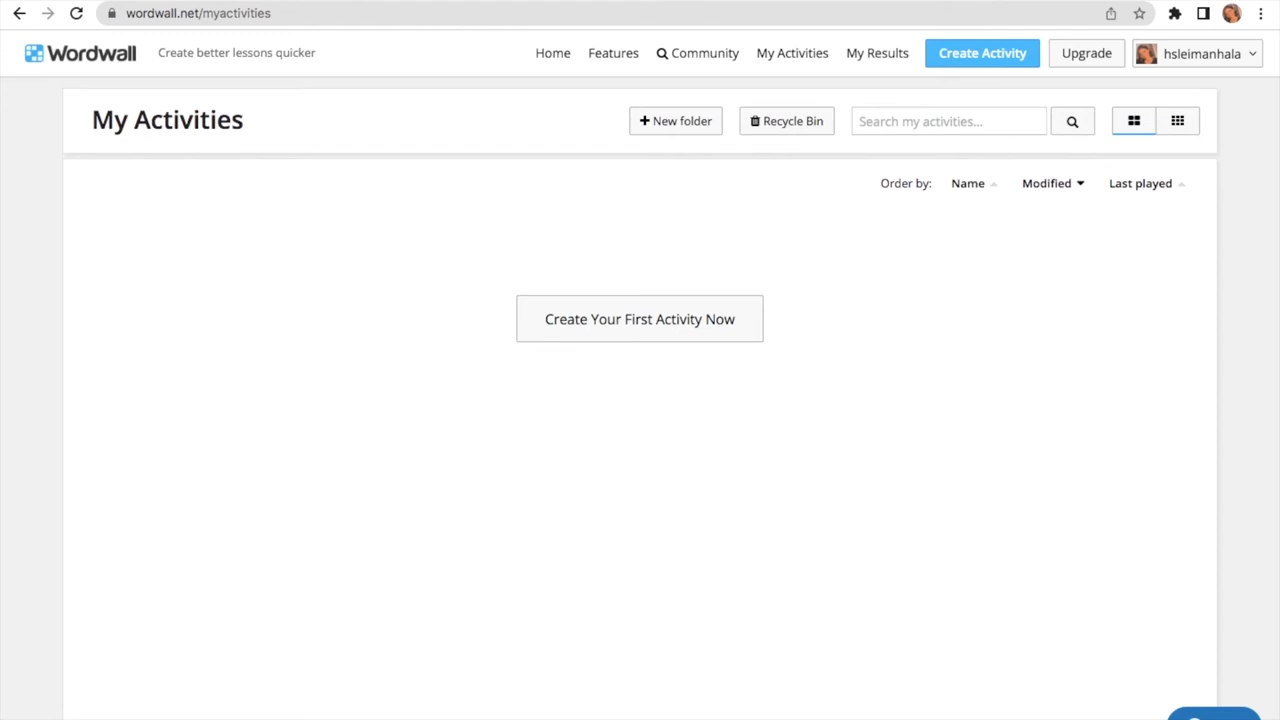 wordwall.net/myactivities
Wordwall Create better lessons quicker Home Features Community My Activities My Results Create Activity Upgrade hsleimanhala
My Activities New folder Recycle Bin Search my activities...
Order by: Name Modified Last played
Create Your First Activity Now